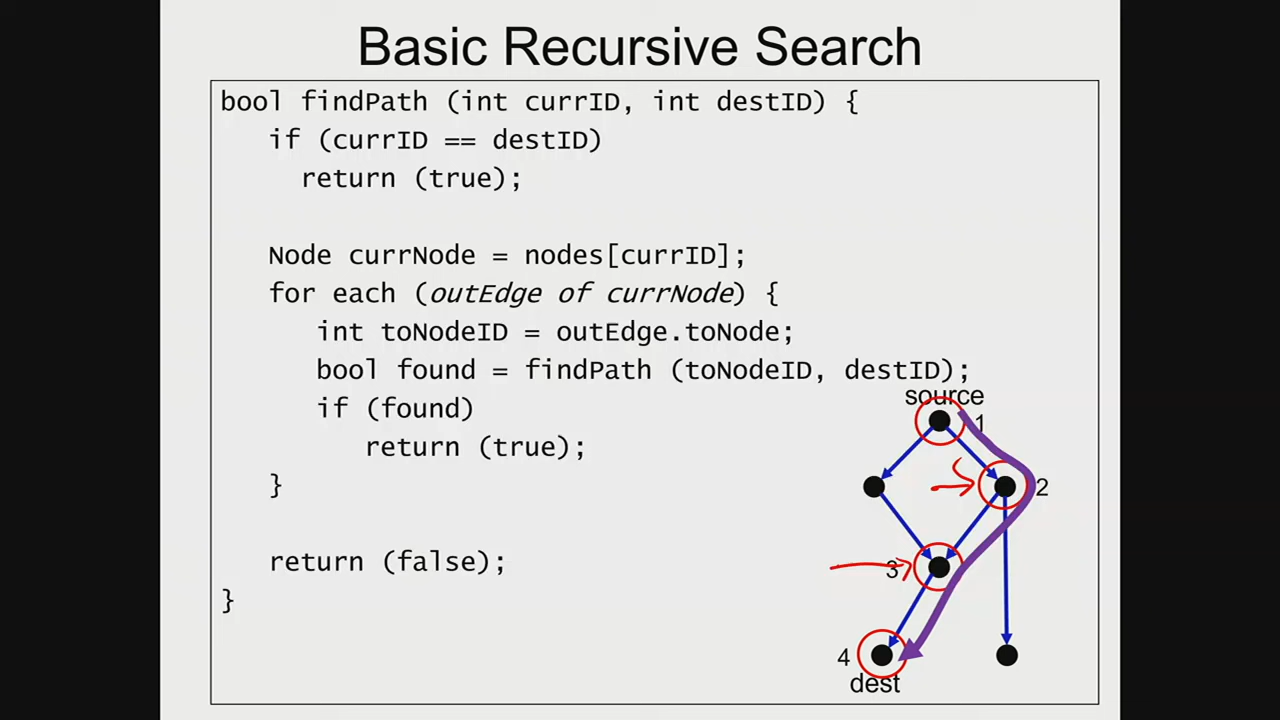 Basic Recursive Search
bool findPath (int currID, int destID) {
if (currID == destID)
return (true);
Node currNode = nodes[currID];
for each (outEdge of currNode) {
int toNodeID = outEdge.toNode;
bool found = findPath (toNodeID, destID);
if (found)
return (true);
}
return (false);
}
source
1
2
3
4
dest